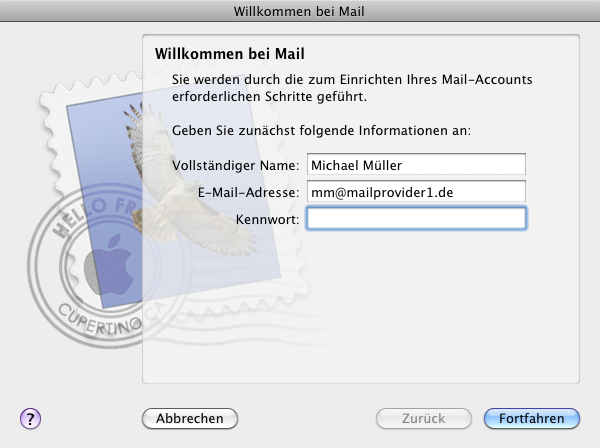 Willkommen bei Mail
Willkommen bei Mail
Sie werden durch die zum Einrichten Ihres Mail-Accounts
erforderlichen Schritte geführt.
Geben Sie zunächst folgende Informationen an:
Vollständiger Name: Michael Müller
E-Mail-Adresse: mm@mailprovider1.de
Kennwort:
HELLO FR
CUPERTINO CA
?
Abbrechen
Zurück
Fortfahren